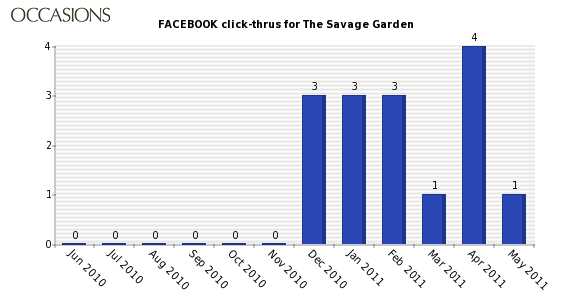 OCCASIONS
FACEBOOK click-thrus for The Savage Garden
4
3
2
1
0
0
0
0
0
0
0
3
3
3
1
4
1
Jun 2010
Jul 2010
Aug 2010
Sep 2010
Oct 2010
Nov 2010
Dec 2010
Jan 2011
Feb 2011
Mar 2011
Apr 2011
May 2011